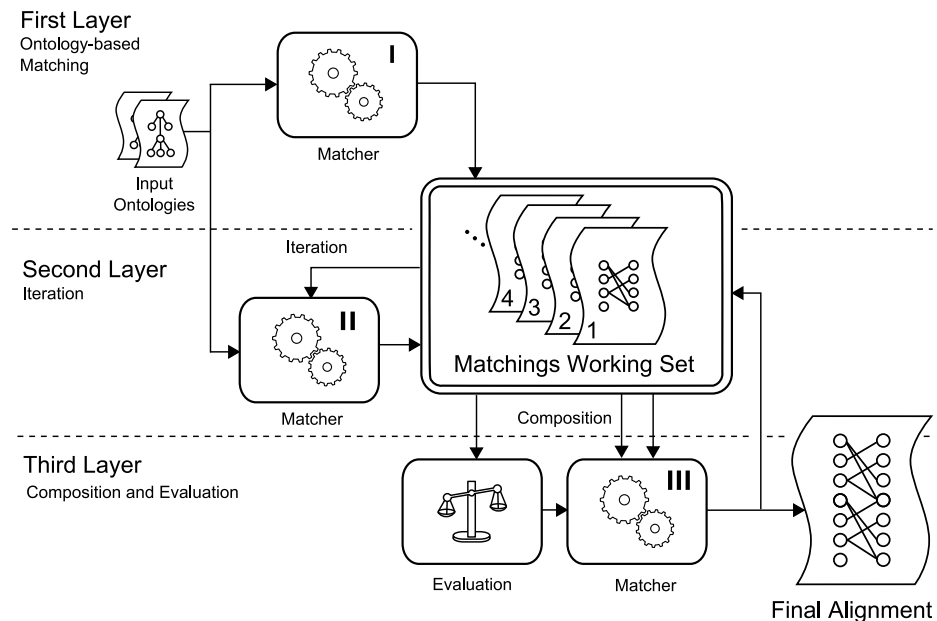 First Layer
Ontology-based
Matching
I
Matcher
Input
Ontologies
Iteration
Second Layer
Iteration
II
Matcher
4
3
2
1
Matchings Working Set
Composition
Third Layer
Composition and Evaluation
III
Evaluation
Matcher
Final Alignment